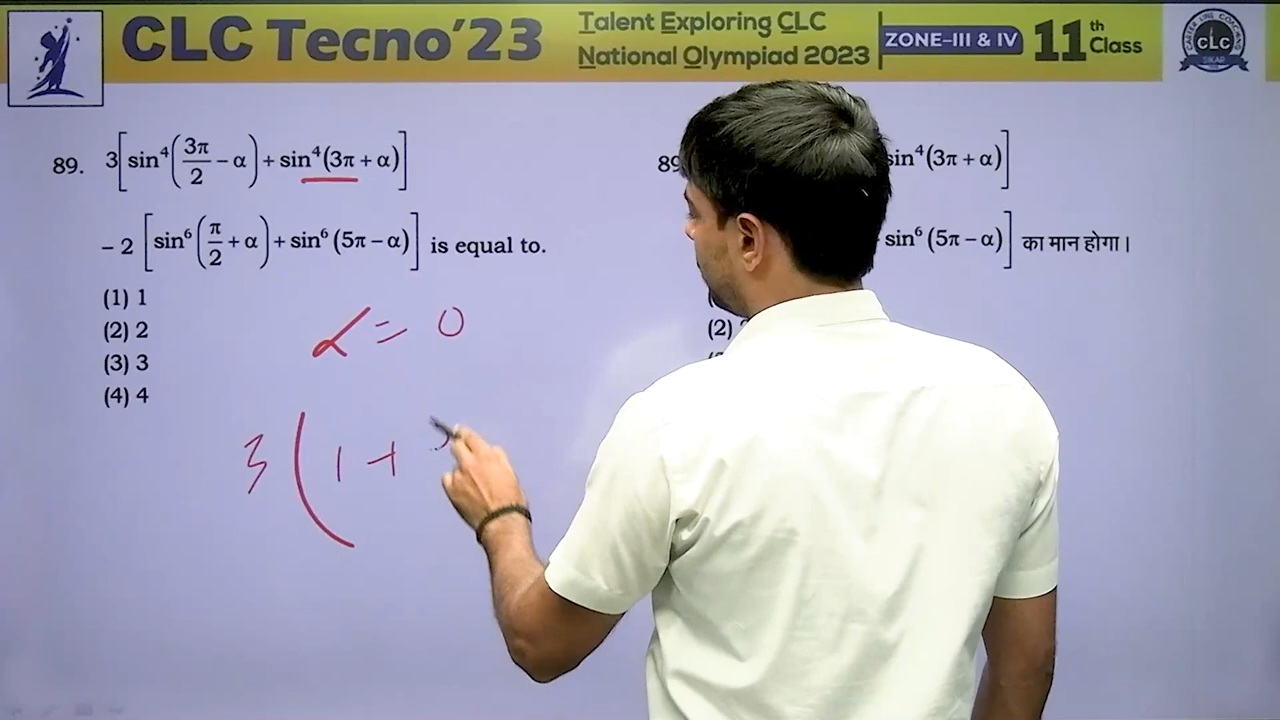 CLC Tecno’23
Talent Exploring CLC
National Olympiad 2023
ZONE–III & IV
11th Class
CLC
SIKAR
89. 3[sin⁴(3π/2 − α) + sin⁴(3π + α)]
− 2 [sin⁶(π/2 + α) + sin⁶ (5π − α)] is equal to.
(1) 1
(2) 2
(3) 3
(4) 4
α = 0
3 ( 1 +
sin⁴(3π + α)]
sin⁶ (5π − α)] का मान होगा।
(2)